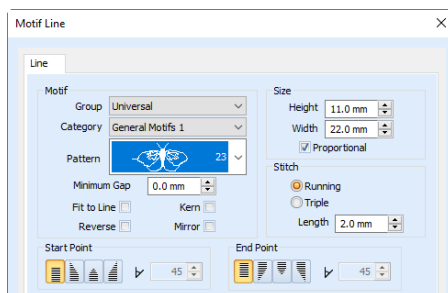 Motif Line
Line
Motif
Group Universal
Category General Motifs 1
Pattern 23
Minimum Gap 0.0 mm
Fit to Line Kern
Reverse Mirror
Size
Height 11.0 mm
Width 22.0 mm
Proportional
Stitch
Running
Triple
Length 2.0 mm
Start Point
45
End Point
45